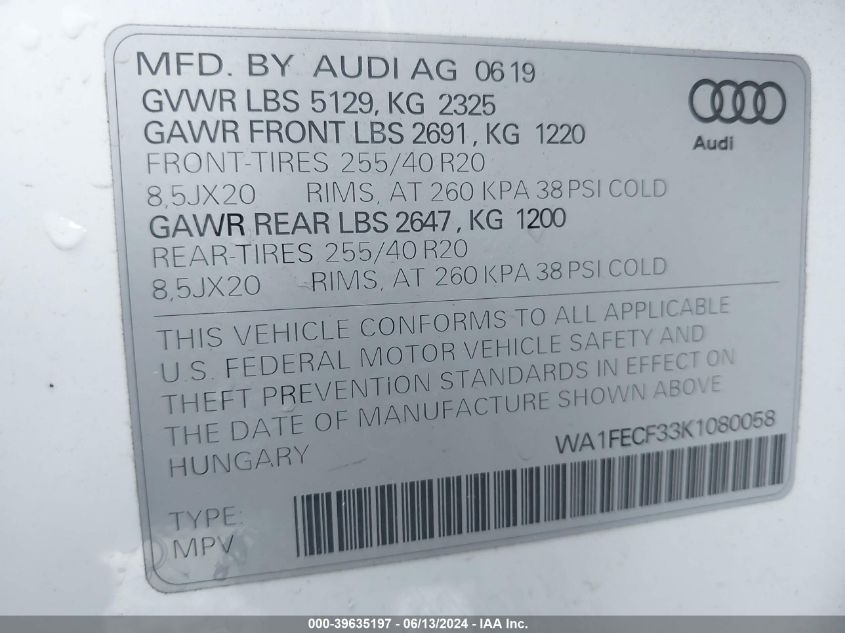 MFD. BY AUDI AG 0619
GVWR LBS 5129, KG 2325
GAWR FRONT LBS 2691, KG 1220
FRONT-TIRES 255/40 R20
8,5JX20 RIMS, AT 260 KPA 38 PSI COLD
GAWR REAR LBS 2647, KG 1200
REAR-TIRES 255/40 R20
8,5JX20 RIMS, AT 260 KPA 38 PSI COLD
Audi
THIS VEHICLE CONFORMS TO ALL APPLICABLE
U.S. FEDERAL MOTOR VEHICLE SAFETY AND
THEFT PREVENTION STANDARDS IN EFFECT ON
THE DATE OF MANUFACTURE SHOWN ABOVE
HUNGARY
WA1FECF33K1080058
TYPE:
MPV
000-39635197 - 06/13/2024 - IAA Inc.